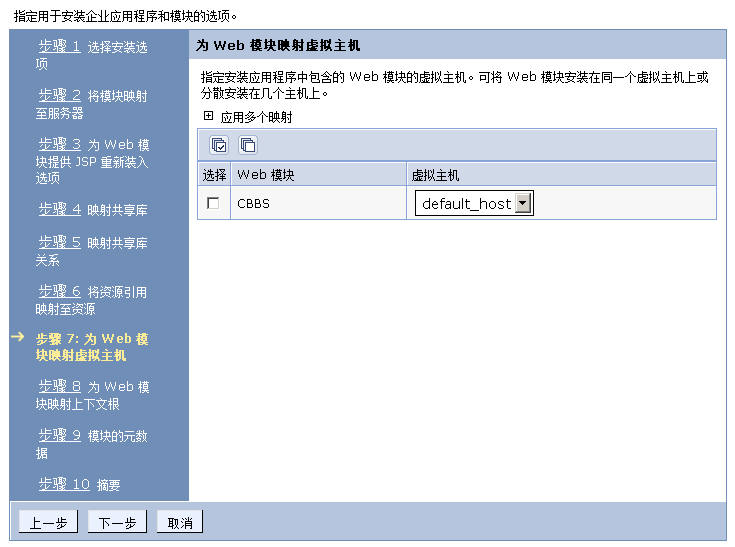 指定用于安装企业应用程序和模块的选项。
步骤 1 选择安装选
项
步骤 2 将模块映射
至服务器
步骤 3 为 Web 模
块提供 JSP 重新装入
选项
步骤 4 映射共享库
步骤 5 映射共享库
关系
步骤 6 将资源引用
映射至资源
步骤 7: 为 Web 模
块映射虚拟主机
步骤 8 为 Web 模
块映射上下文根
步骤 9 模块的元数
据
步骤 10 摘要
为 Web 模块映射虚拟主机
指定安装应用程序中包含的 Web 模块的虚拟主机。可将 Web 模块安装在同一个虚拟主机上或
分散安装在几个主机上。
应用多个映射
选择 Web 模块 虚拟主机
CBBS default_host
上一步 下一步 取消